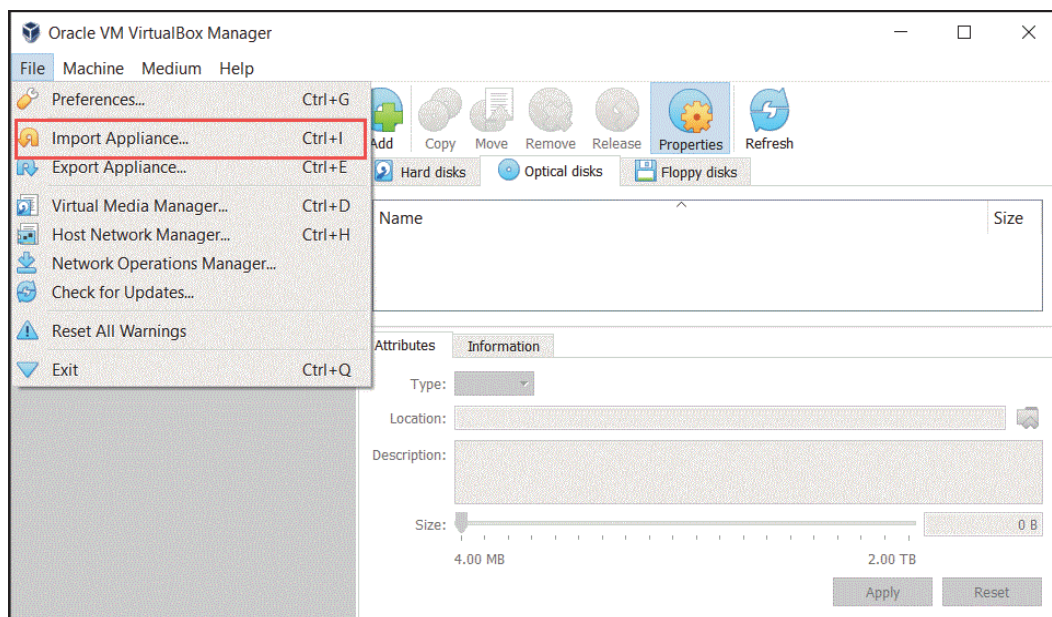 Oracle VM VirtualBox Manager
File Machine Medium Help
Preferences... Ctrl+G
Import Appliance... Ctrl+I
Export Appliance... Ctrl+E
Virtual Media Manager... Ctrl+D
Host Network Manager... Ctrl+H
Network Operations Manager...
Check for Updates...
Reset All Warnings
Exit Ctrl+Q
Add Copy Move Remove Release Properties Refresh
Hard disks Optical disks Floppy disks
Name Size
Attributes Information
Type:
Location:
Description:
Size: 0 B
4.00 MB 2.00 TB
Apply Reset